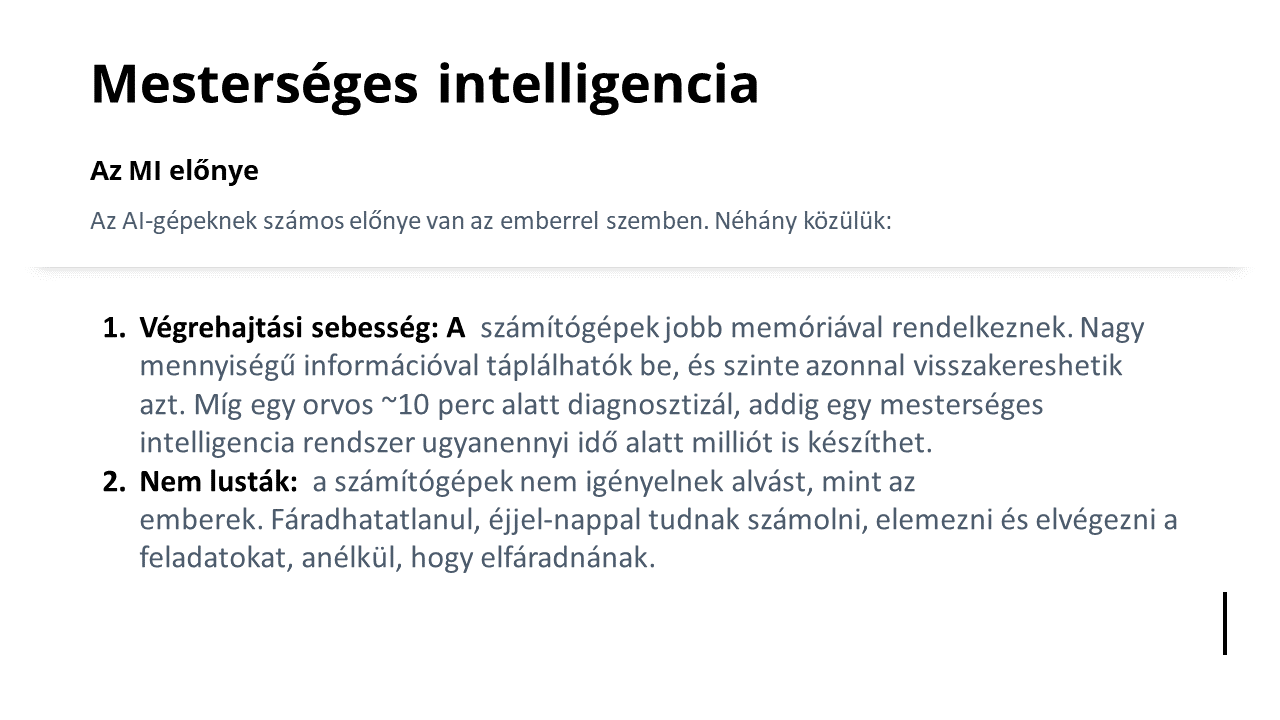 Mesterséges intelligencia
Az MI előnye
Az AI-gépeknek számos előnye van az emberrel szemben. Néhány közülük:
1. Végrehajtási sebesség: A számítógépek jobb memóriával rendelkeznek. Nagy
mennyiségű információval táplálhatók be, és szinte azonnal visszakereshetik
azt. Míg egy orvos ~10 perc alatt diagnosztizál, addig egy mesterséges
intelligencia rendszer ugyanennyi idő alatt milliót is készíthet.
2. Nem lusták: a számítógépek nem igényelnek alvást, mint az
emberek. Fáradhatatlanul, éjjel-nappal tudnak számolni, elemezni és elvégezni a
feladatokat, anélkül, hogy elfáradnának.